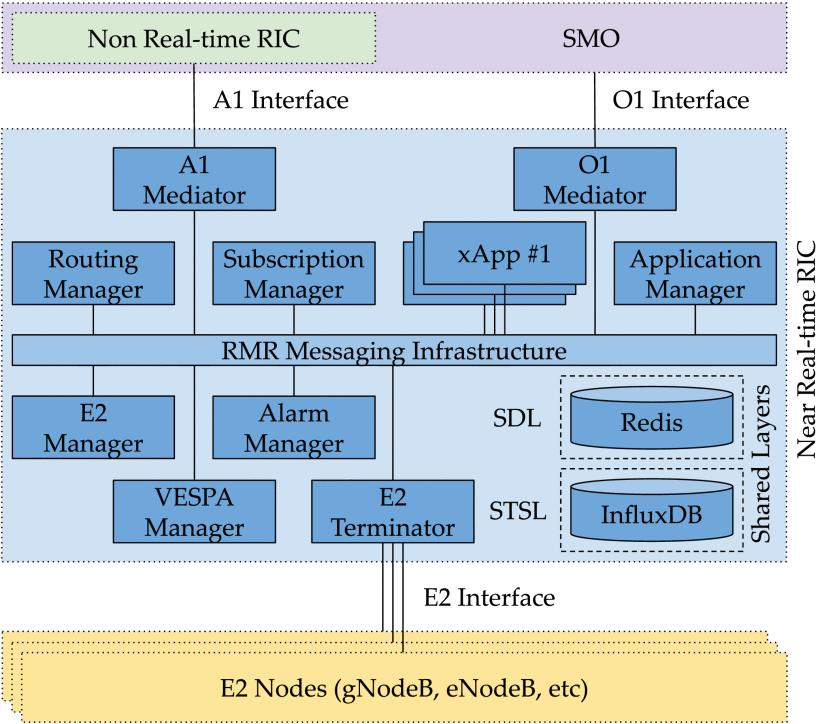 Non Real-time RIC
SMO
A1 Interface
O1 Interface
A1
Mediator
O1
Mediator
Routing
Manager
Subscription
Manager
xApp #1
Application
Manager
RMR Messaging Infrastructure
E2
Manager
Alarm
Manager
SDL
Redis
VESPA
Manager
E2
Terminator
STSL
InfluxDB
Shared Layers
Near Real-time RIC
E2 Interface
E2 Nodes (gNodeB, eNodeB, etc)